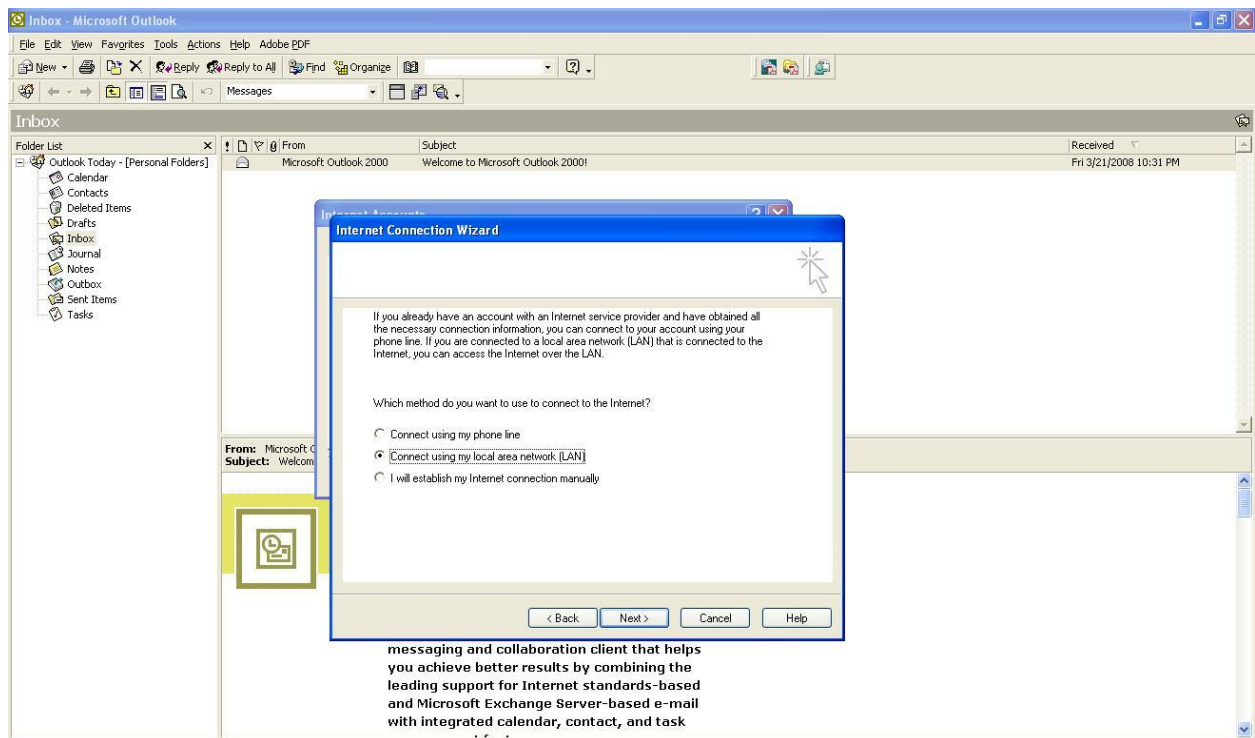 Inbox - Microsoft Outlook
File Edit View Favorites Tools Actions Help Adobe PDF
New Reply Reply to All Find Organize
Messages
Inbox
Folder List
Outlook Today - [Personal Folders]
Calendar
Contacts
Deleted Items
Drafts
Inbox
Journal
Notes
Outbox
Sent Items
Tasks
From Subject Received
Microsoft Outlook 2000 Welcome to Microsoft Outlook 2000! Fri 3/21/2008 10:31 PM
Internet Accounts
Internet Connection Wizard
If you already have an account with an Internet service provider and have obtained all
the necessary connection information, you can connect to your account using your
phone line. If you are connected to a local area network (LAN) that is connected to the
Internet, you can access the Internet over the LAN.
Which method do you want to use to connect to the Internet?
Connect using my phone line
Connect using my local area network (LAN)
I will establish my Internet connection manually
< Back Next > Cancel Help
From: Microsoft O
Subject: Welcom
messaging and collaboration client that helps
you achieve better results by combining the
leading support for Internet standards-based
and Microsoft Exchange Server-based e-mail
with integrated calendar, contact, and task